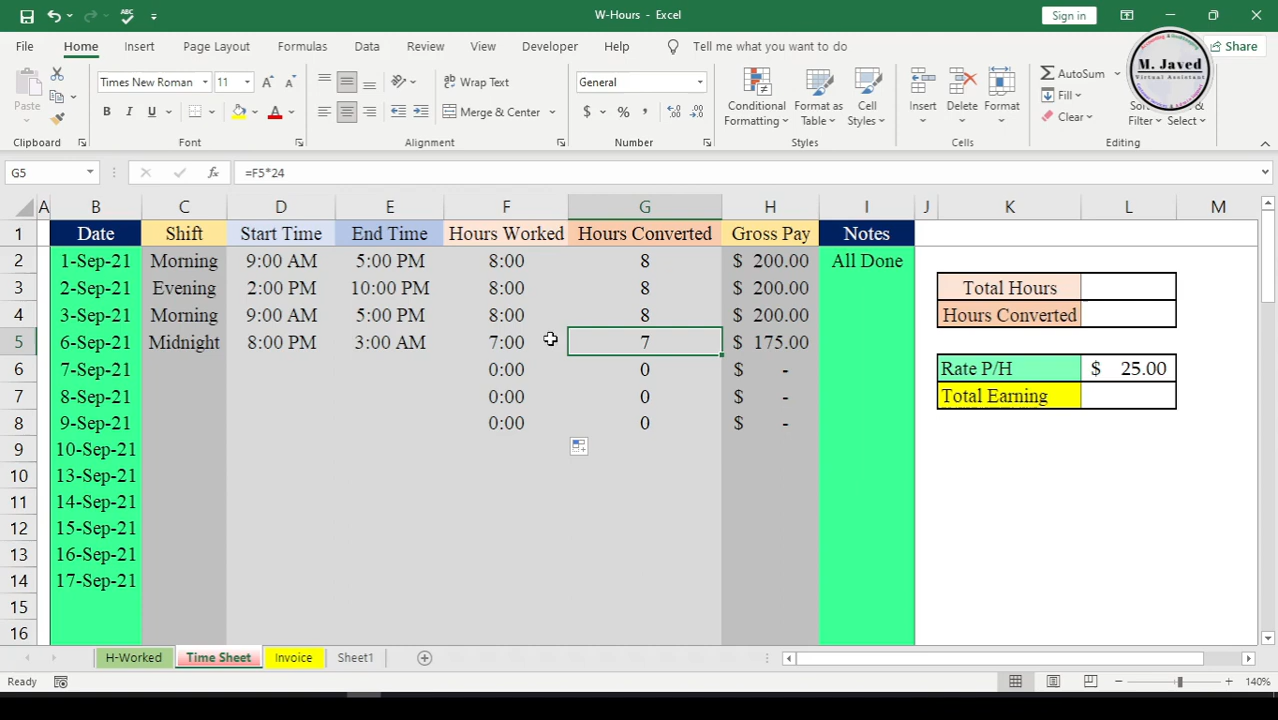 W-Hours - Excel
Sign in
File Home Insert Page Layout Formulas Data Review View Developer Help Tell me what you want to do Share
M. Javed
Virtual Assistant
Paste
Times New Roman 11
B I U
Wrap Text
Merge & Center
General
$ % ,
Conditional Formatting
Format as Table
Cell Styles
Insert
Delete
Format
AutoSum
Fill
Clear
Filter
Select
Clipboard Font Alignment Number Styles Cells Editing
G5 fx =F5*24
A B C D E F G H I J K L M
1 Date Shift Start Time End Time Hours Worked Hours Converted Gross Pay Notes
2 1-Sep-21 Morning 9:00 AM 5:00 PM 8:00 8 $ 200.00 All Done
3 2-Sep-21 Evening 2:00 PM 10:00 PM 8:00 8 $ 200.00 Total Hours
4 3-Sep-21 Morning 9:00 AM 5:00 PM 8:00 8 $ 200.00 Hours Converted
5 6-Sep-21 Midnight 8:00 PM 3:00 AM 7:00 7 $ 175.00
6 7-Sep-21 0:00 0 $ - Rate P/H $ 25.00
7 8-Sep-21 0:00 0 $ - Total Earning
8 9-Sep-21 0:00 0 $ -
9 10-Sep-21
10 13-Sep-21
11 14-Sep-21
12 15-Sep-21
13 16-Sep-21
14 17-Sep-21
15
16
H-Worked Time Sheet Invoice Sheet1
Ready 140%